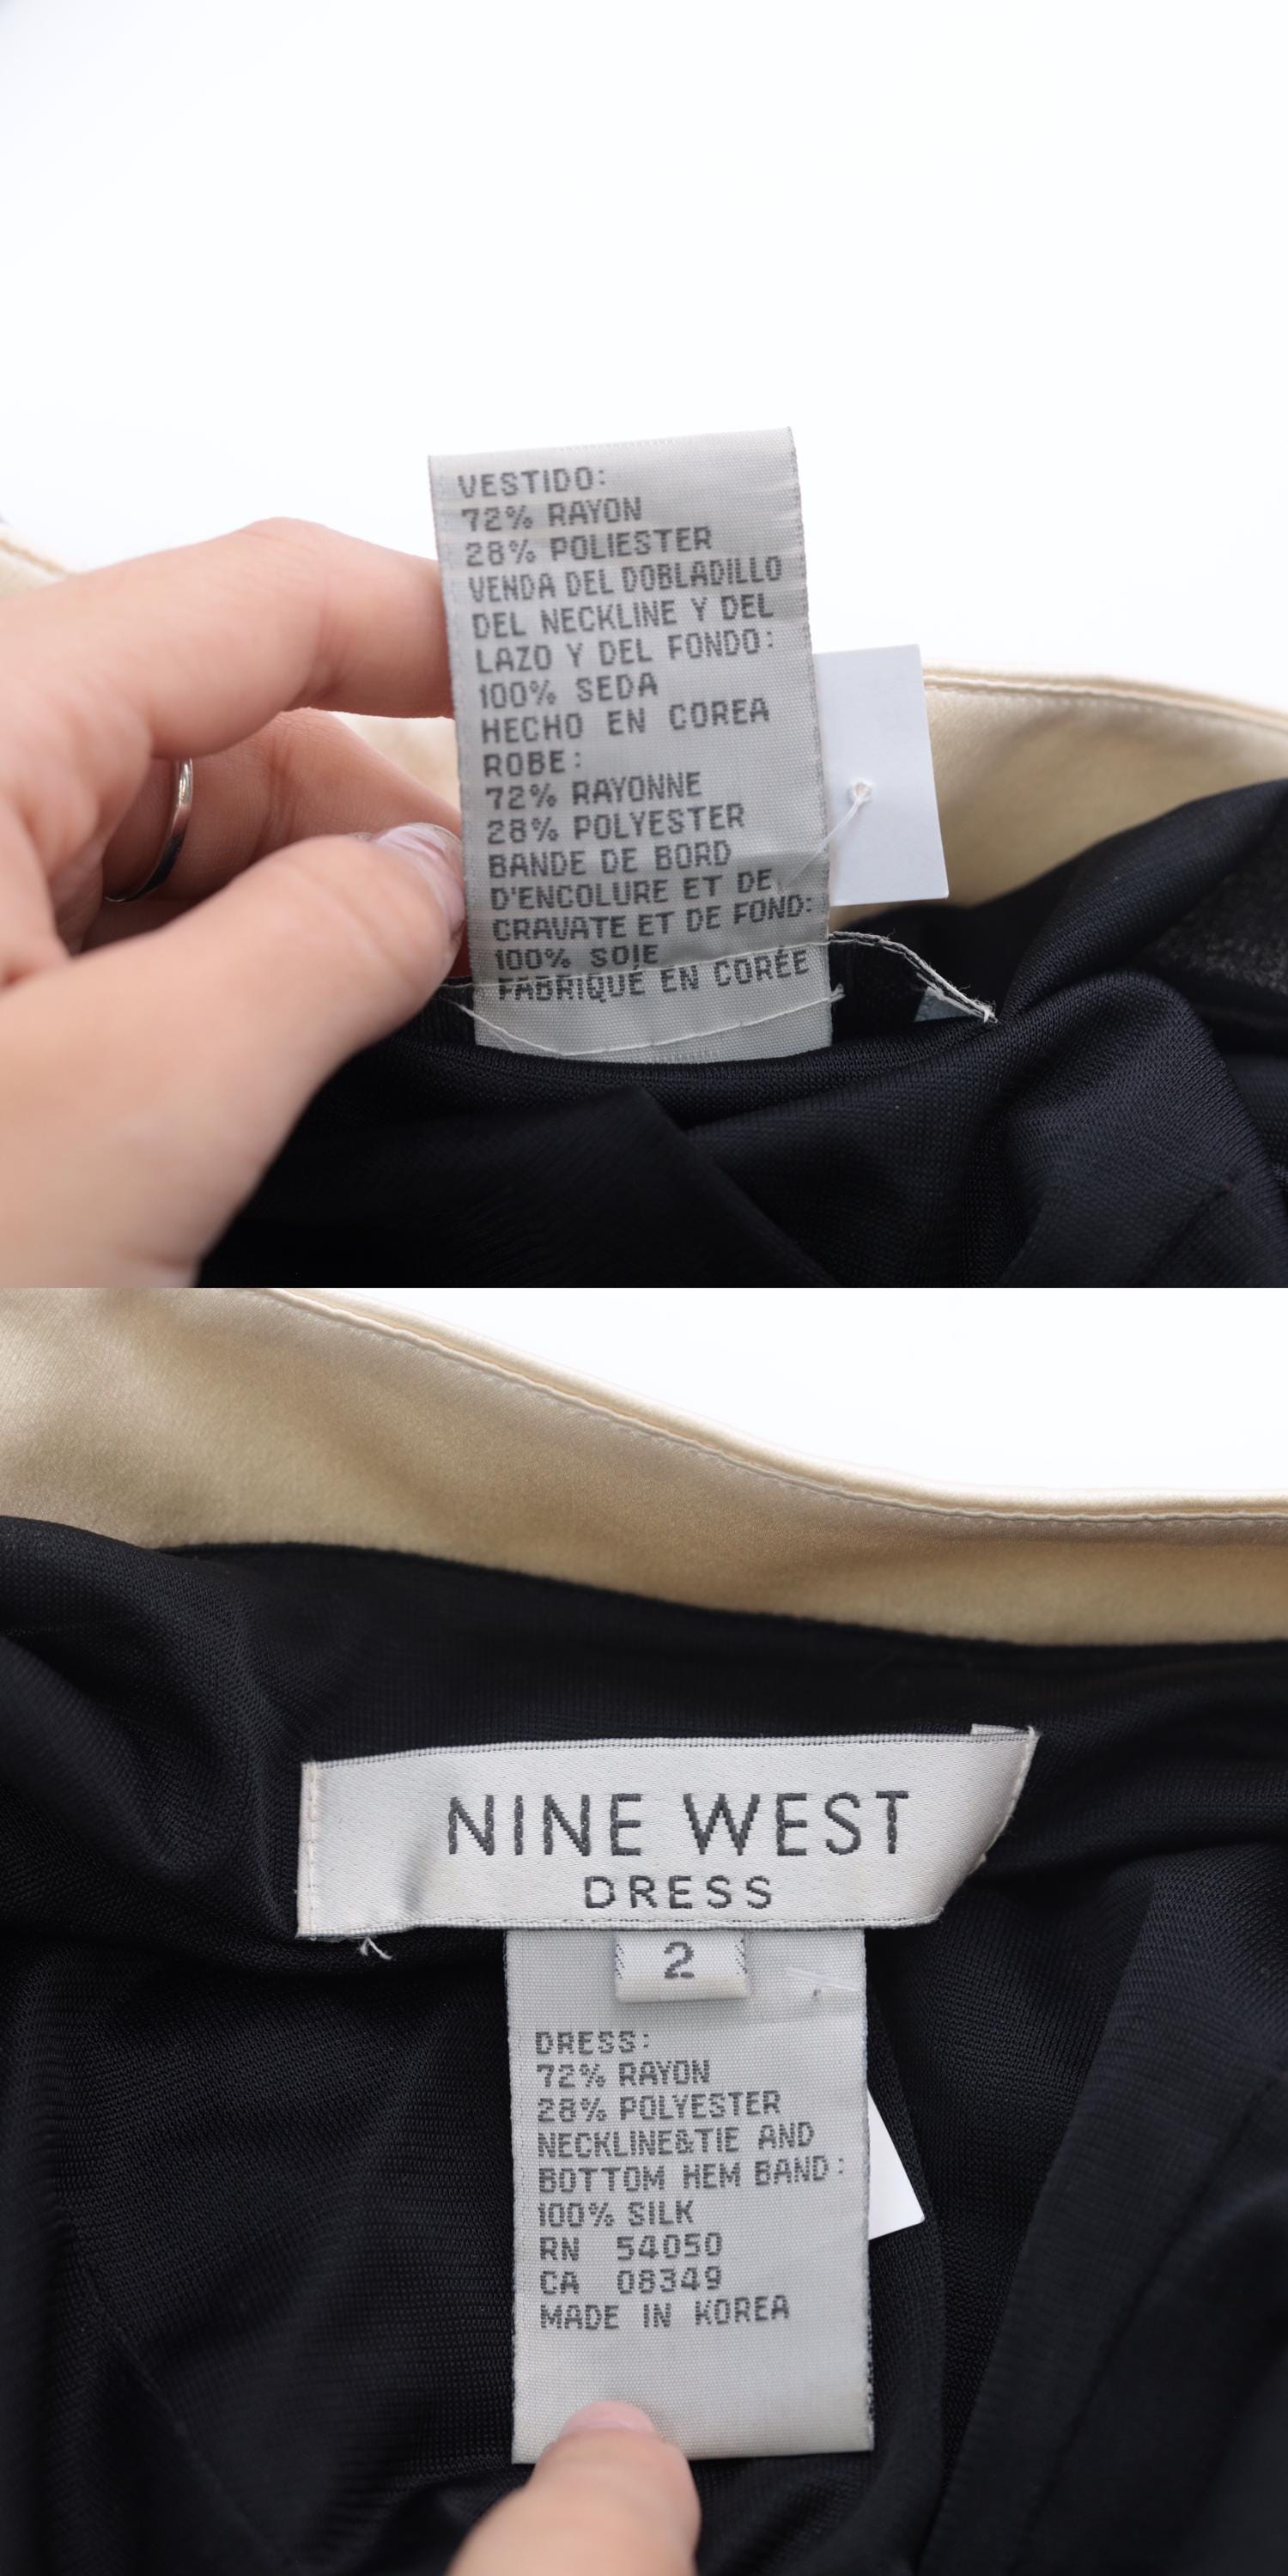 VESTIDO:
72% RAYON
28% POLIESTER
VENDA DEL DOBLADILLO
DEL NECKLINE Y DEL
LAZO Y DEL FONDO:
100% SEDA
HECHO EN COREA
ROBE:
72% RAYONNE
28% POLYESTER
BANDE DE BORD
D'ENCOLURE ET DE
CRAVATE ET DE FOND:
100% SOIE
FABRIQUÉ EN CORÉE
NINE WEST
DRESS
2
DRESS:
72% RAYON
28% POLYESTER
NECKLINE&TIE AND
BOTTOM HEM BAND:
100% SILK
RN 54050
CA 08349
MADE IN KOREA